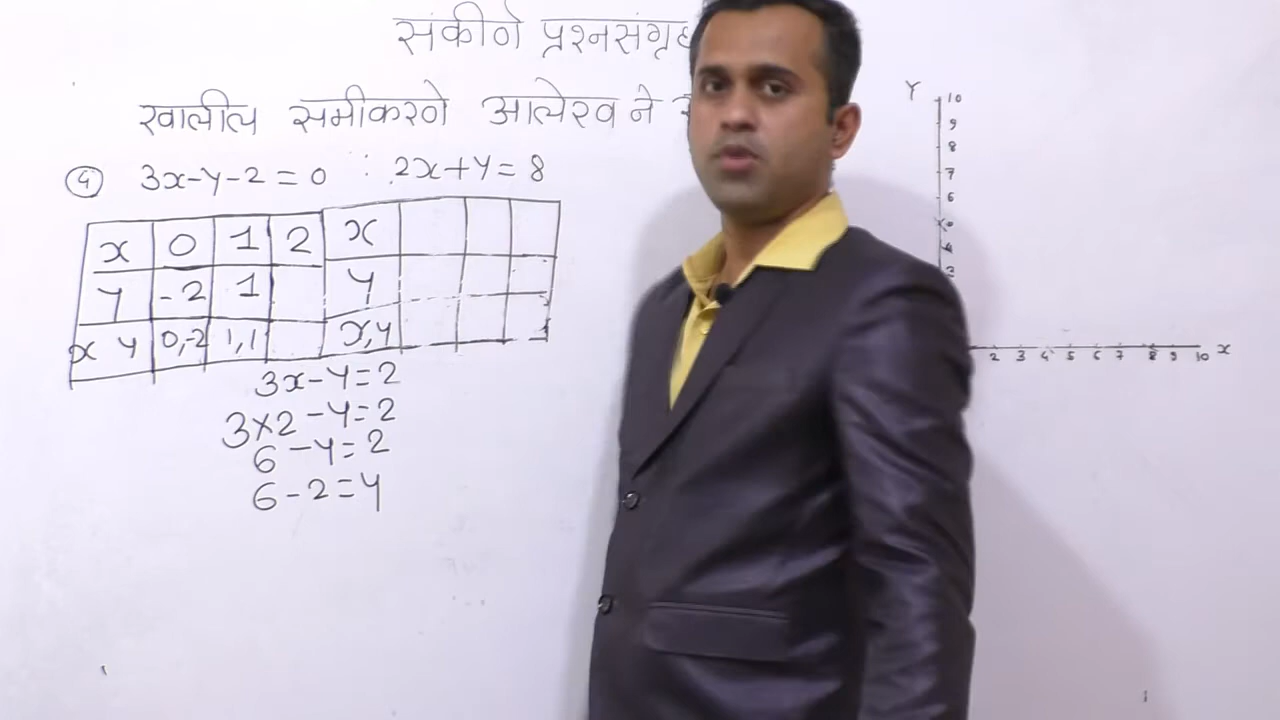 संकीर्ण प्रश्नसंग्रह
खालील समीकरणे आलेखाने
५ 3x-y-2=0 : 2x+y=8
x 0 1 2 x
y -2 1 y
x y 0,-2 1,1 x,y
3x-y=2
3×2-y=2
6-y=2
6-2=y
Y 10
9
8
7
6
5
4
3
2 3 4 5 6 7 8 9 10 x